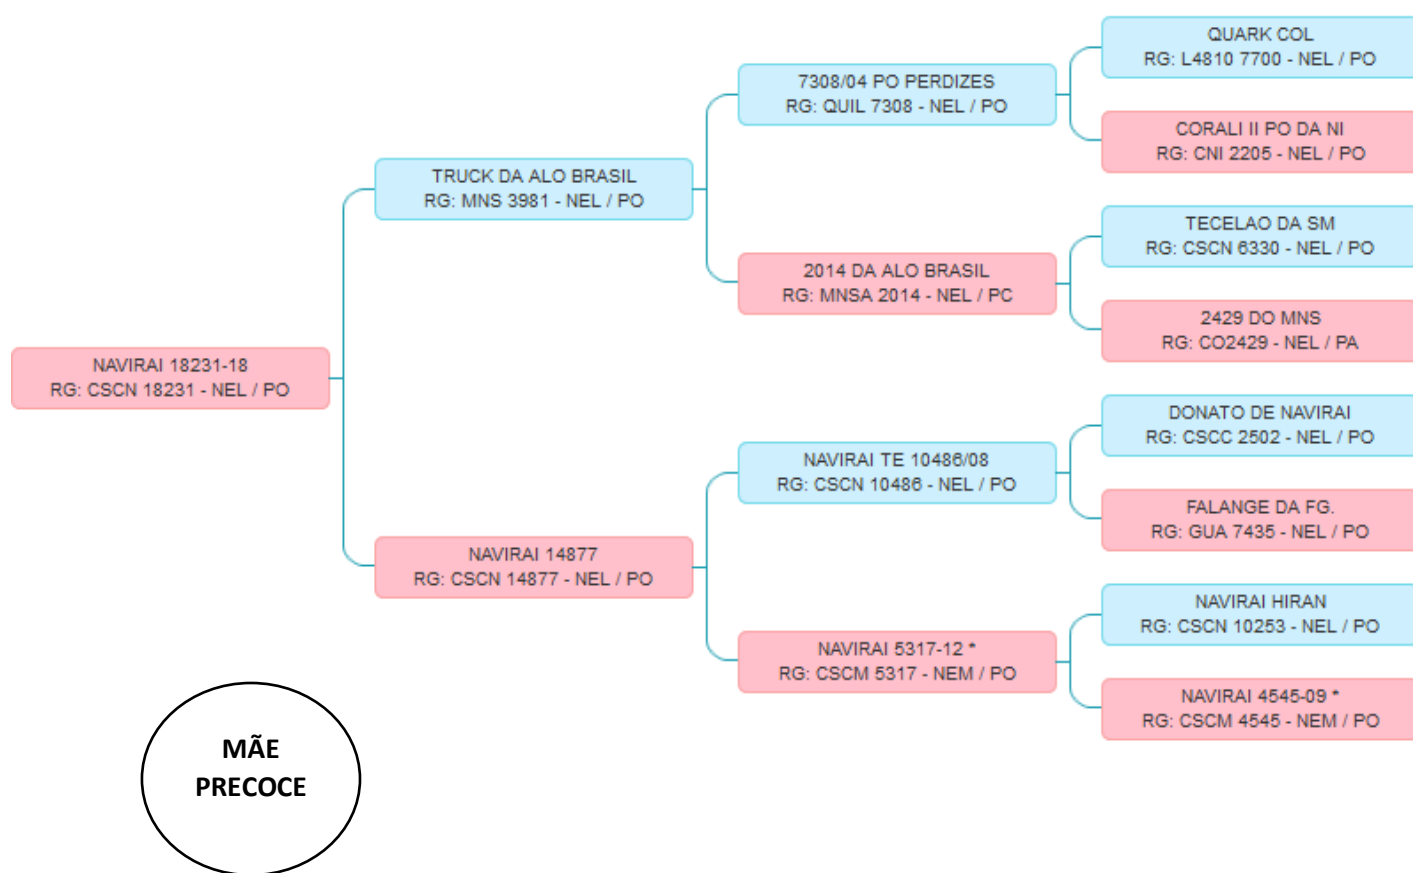 QUARK COL
RG: L4810 7700 - NEL / PO
7308/04 PO PERDIZES
RG: QUIL 7308 - NEL / PO
CORALI II PO DA NI
RG: CNI 2205 - NEL / PO
TRUCK DA ALO BRASIL
RG: MNS 3981 - NEL / PO
TECELAO DA SM
RG: CSCN 6330 - NEL / PO
2014 DA ALO BRASIL
RG: MNSA 2014 - NEL / PC
2429 DO MNS
RG: CO2429 - NEL / PA
NAVIRAI 18231-18
RG: CSCN 18231 - NEL / PO
DONATO DE NAVIRAI
RG: CSCC 2502 - NEL / PO
NAVIRAI TE 10486/08
RG: CSCN 10486 - NEL / PO
FALANGE DA FG.
RG: GUA 7435 - NEL / PO
NAVIRAI 14877
RG: CSCN 14877 - NEL / PO
NAVIRAI HIRAN
RG: CSCN 10253 - NEL / PO
NAVIRAI 5317-12 *
RG: CSCM 5317 - NEM / PO
NAVIRAI 4545-09 *
RG: CSCM 4545 - NEM / PO
MÃE
PRECOCE